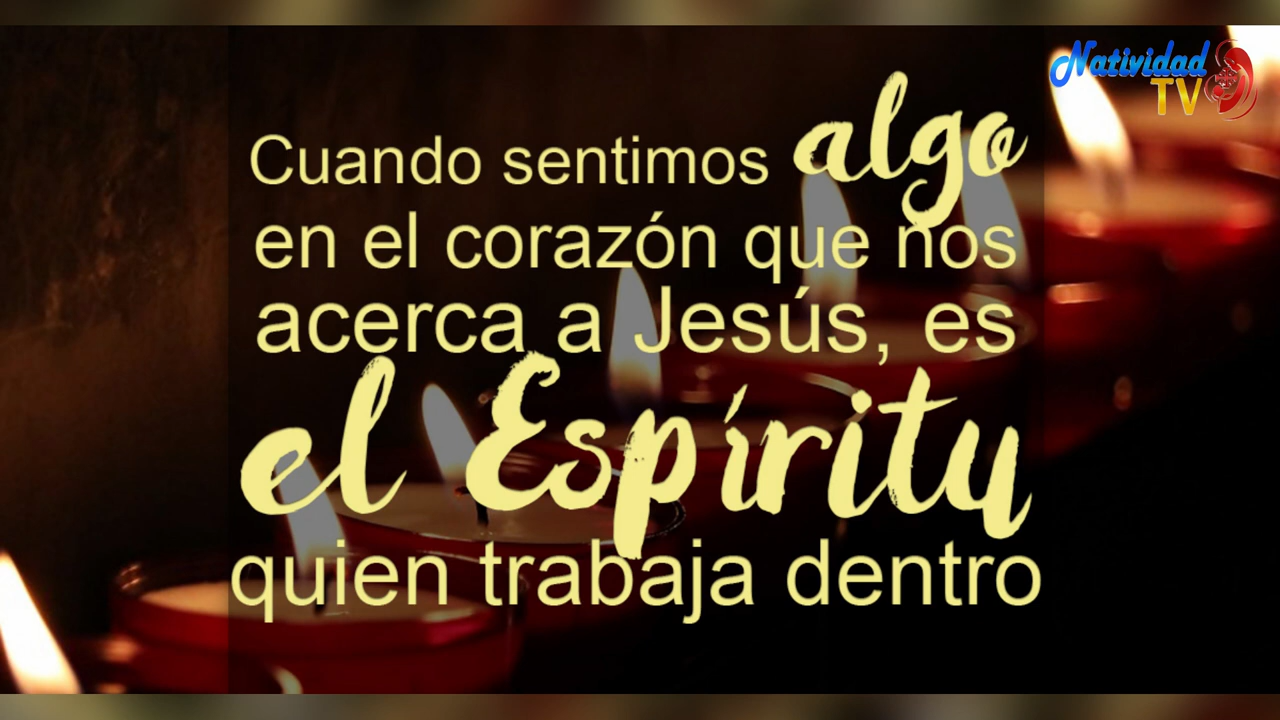 Natividad
TV
Cuando sentimos algo
en el corazón que nos
acerca a Jesús, es
el Espíritu
quien trabaja dentro